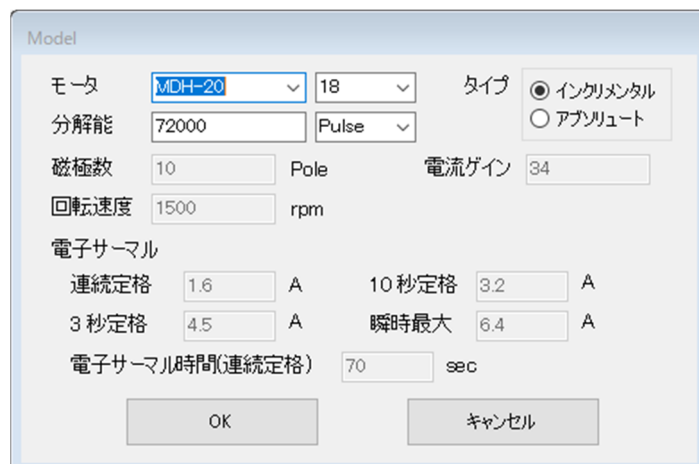 Model
モータ MDH-20 18 タイプ インクリメンタル
分解能 72000 Pulse アブソリュート
磁極数 10 Pole 電流ゲイン 34
回転速度 1500 rpm
電子サーマル
連続定格 1.6 A 10秒定格 3.2 A
3秒定格 4.5 A 瞬時最大 6.4 A
電子サーマル時間(連続定格) 70 sec
OK キャンセル